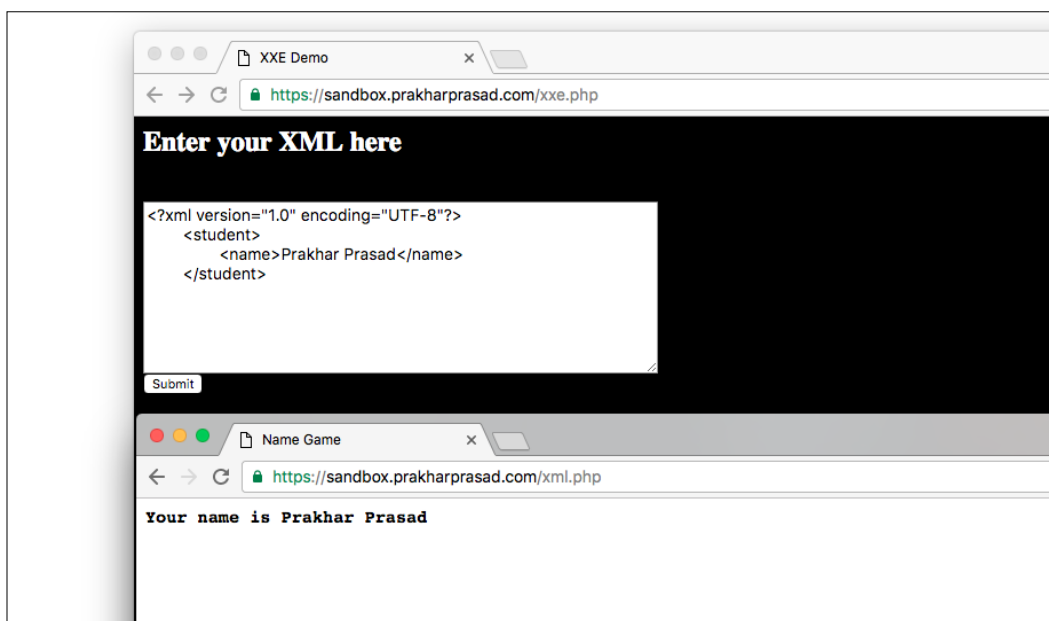 XXE Demo
https://sandbox.prakharprasad.com/xxe.php
Enter your XML here
<?xml version="1.0" encoding="UTF-8"?>
<student>
<name>Prakhar Prasad</name>
</student>
Submit
Name Game
https://sandbox.prakharprasad.com/xml.php
Your name is Prakhar Prasad